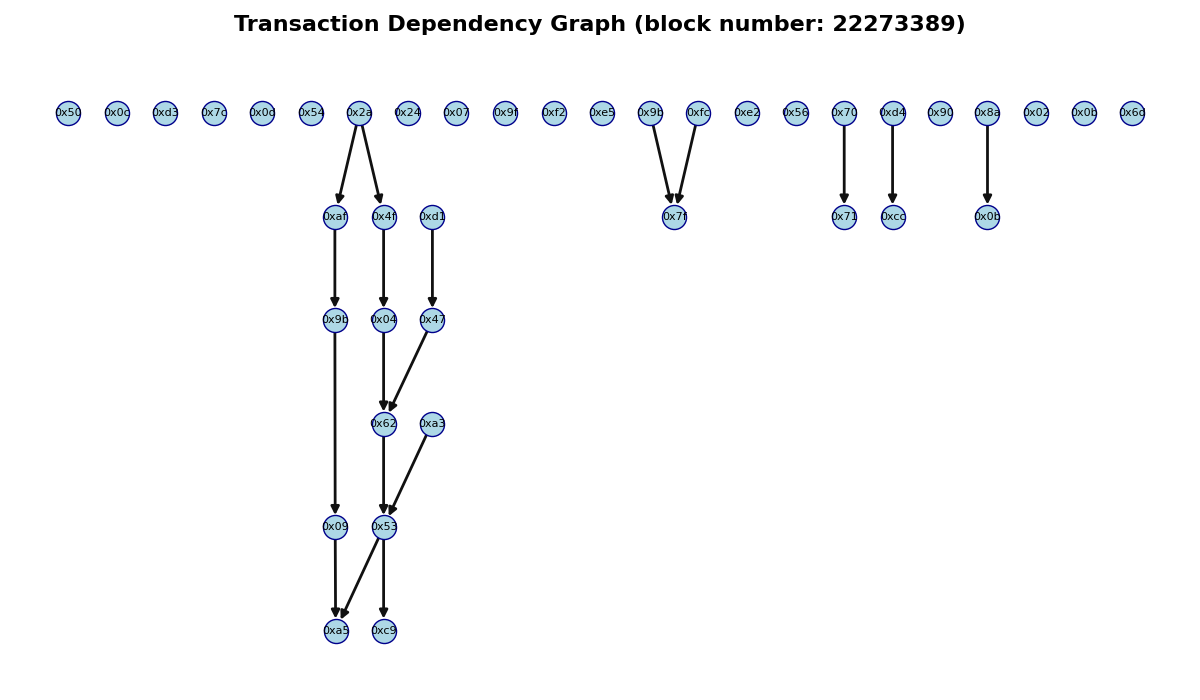 Transaction Dependency Graph (block number: 22273389)
0x50 0x0c 0xd3 0x7c 0x0c 0x54 0x2a 0x24 0x07 0x9f 0xf2 0xe5 0x9b 0xfc 0xe2 0x56 0x70 0xd4 0x90 0x8a 0x02 0x0b 0x6c
0xaf 0x4f 0xd1 0x7f 0x71 0xcc 0x0b
0x9b 0x04 0x47
0x62 0xa3
0x09 0x53
0xa5 0xc9